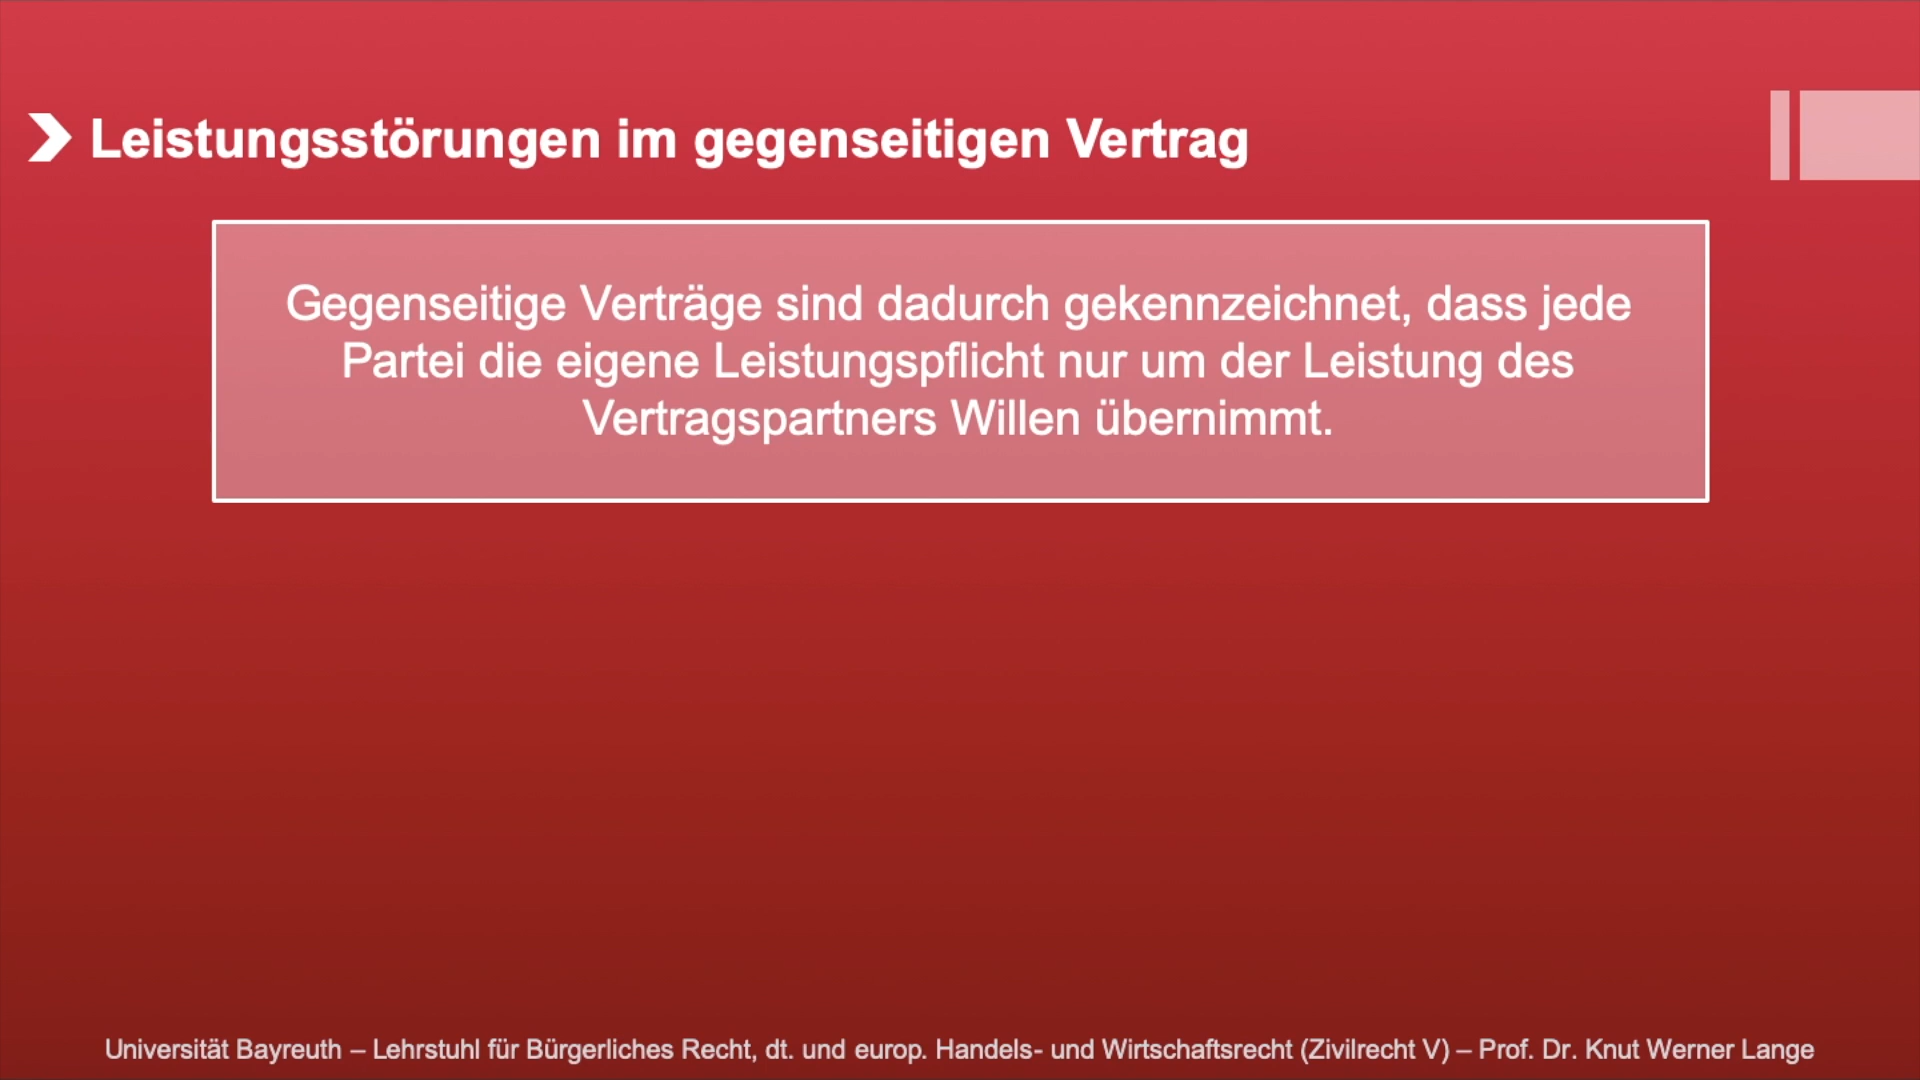 Leistungsstörungen im gegenseitigen Vertrag
Gegenseitige Verträge sind dadurch gekennzeichnet, dass jede
Partei die eigene Leistungspflicht nur um der Leistung des
Vertragspartners Willen übernimmt.
Universität Bayreuth – Lehrstuhl für Bürgerliches Recht, dt. und europ. Handels- und Wirtschaftsrecht (Zivilrecht V) – Prof. Dr. Knut Werner Lange